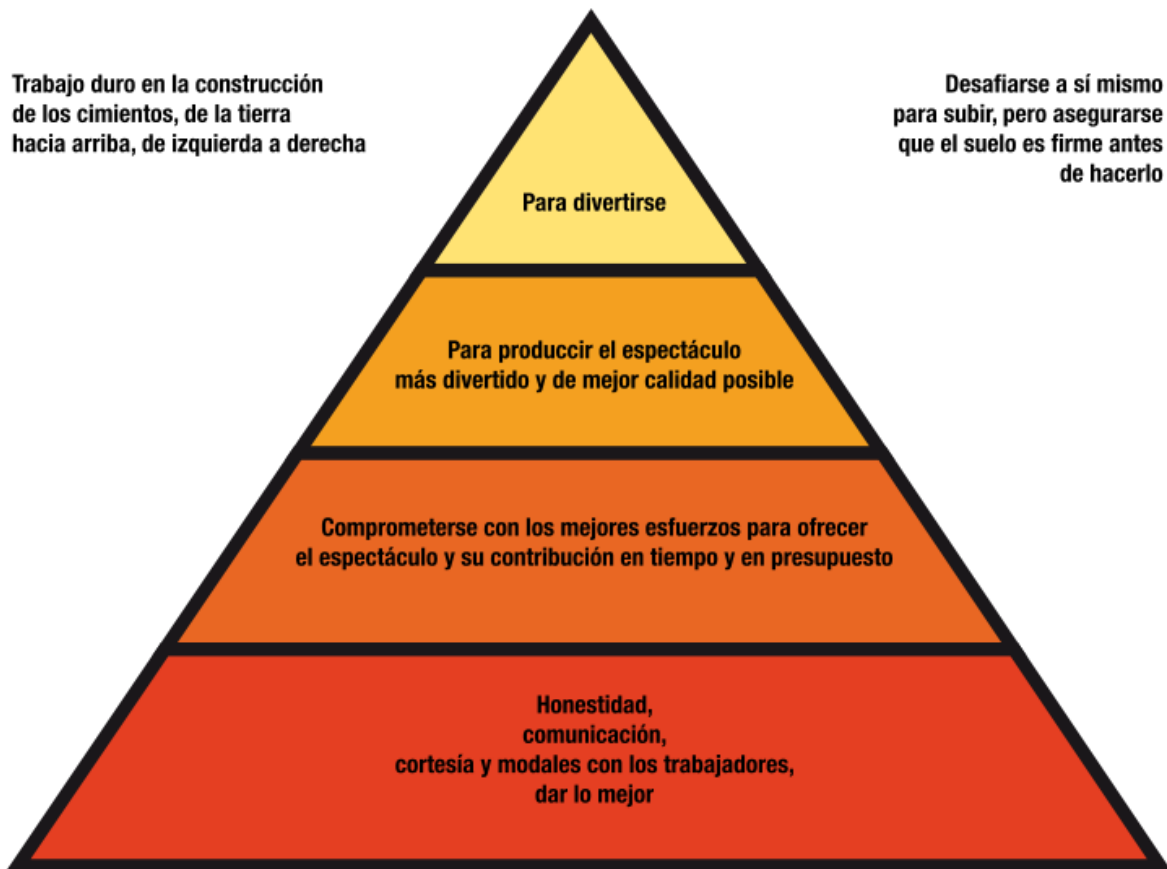 Trabajo duro en la construcción
de los cimientos, de la tierra
hacia arriba, de izquierda a derecha
Desafiarse a sí mismo
para subir, pero asegurarse
que el suelo es firme antes
de hacerlo
Para divertirse
Para produccir el espectáculo
más divertido y de mejor calidad posible
Comprometerse con los mejores esfuerzos para ofrecer
el espectáculo y su contribución en tiempo y en presupuesto
Honestidad,
comunicación,
cortesía y modales con los trabajadores,
dar lo mejor